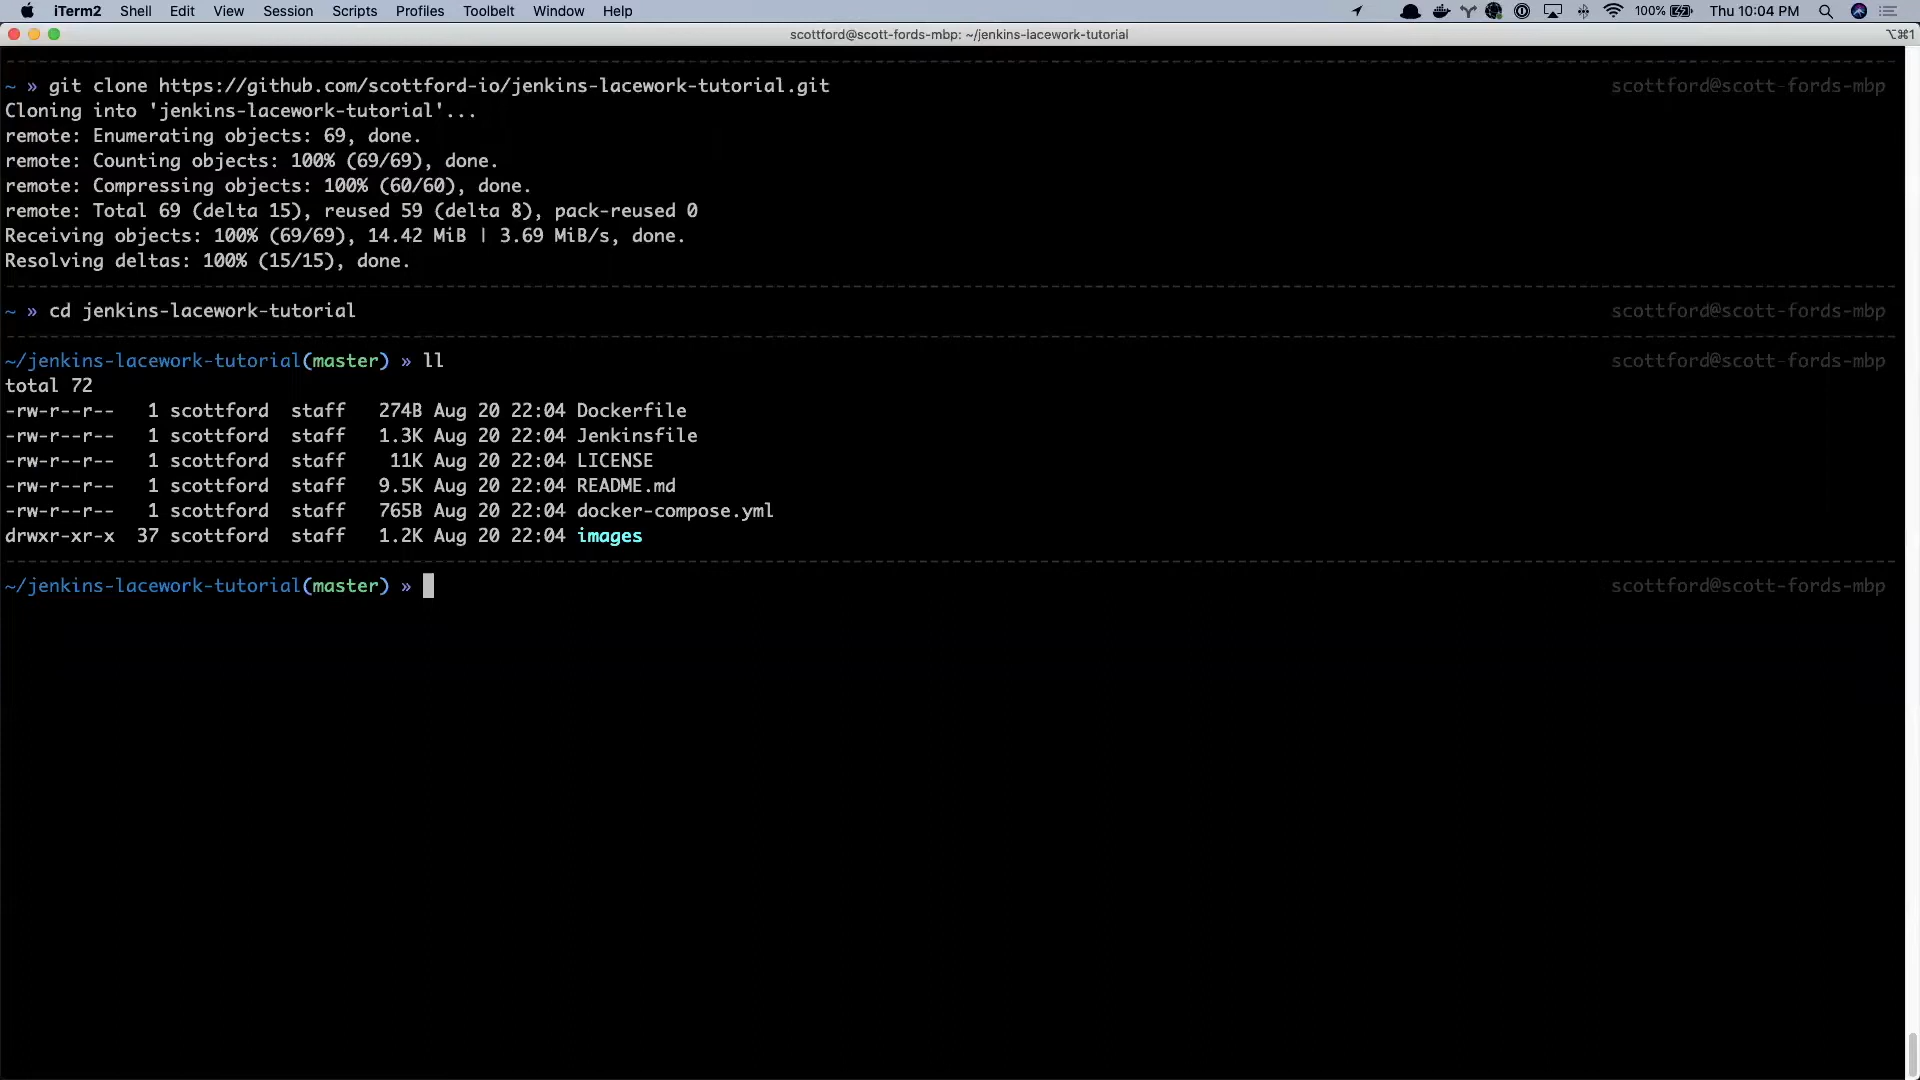 iTerm2 Shell Edit View Session Scripts Profiles Toolbelt Window Help 100% Thu 10:04 PM
scottford@scott-fords-mbp: ~/jenkins-lacework-tutorial ⌥⌘1
~ » git clone https://github.com/scottford-io/jenkins-lacework-tutorial.git scottford@scott-fords-mbp
Cloning into 'jenkins-lacework-tutorial'...
remote: Enumerating objects: 69, done.
remote: Counting objects: 100% (69/69), done.
remote: Compressing objects: 100% (60/60), done.
remote: Total 69 (delta 15), reused 59 (delta 8), pack-reused 0
Receiving objects: 100% (69/69), 14.42 MiB | 3.69 MiB/s, done.
Resolving deltas: 100% (15/15), done.
~ » cd jenkins-lacework-tutorial scottford@scott-fords-mbp
~/jenkins-lacework-tutorial(master) » ll scottford@scott-fords-mbp
total 72
-rw-r--r-- 1 scottford staff 274B Aug 20 22:04 Dockerfile
-rw-r--r-- 1 scottford staff 1.3K Aug 20 22:04 Jenkinsfile
-rw-r--r-- 1 scottford staff 11K Aug 20 22:04 LICENSE
-rw-r--r-- 1 scottford staff 9.5K Aug 20 22:04 README.md
-rw-r--r-- 1 scottford staff 765B Aug 20 22:04 docker-compose.yml
drwxr-xr-x 37 scottford staff 1.2K Aug 20 22:04 images
~/jenkins-lacework-tutorial(master) » scottford@scott-fords-mbp